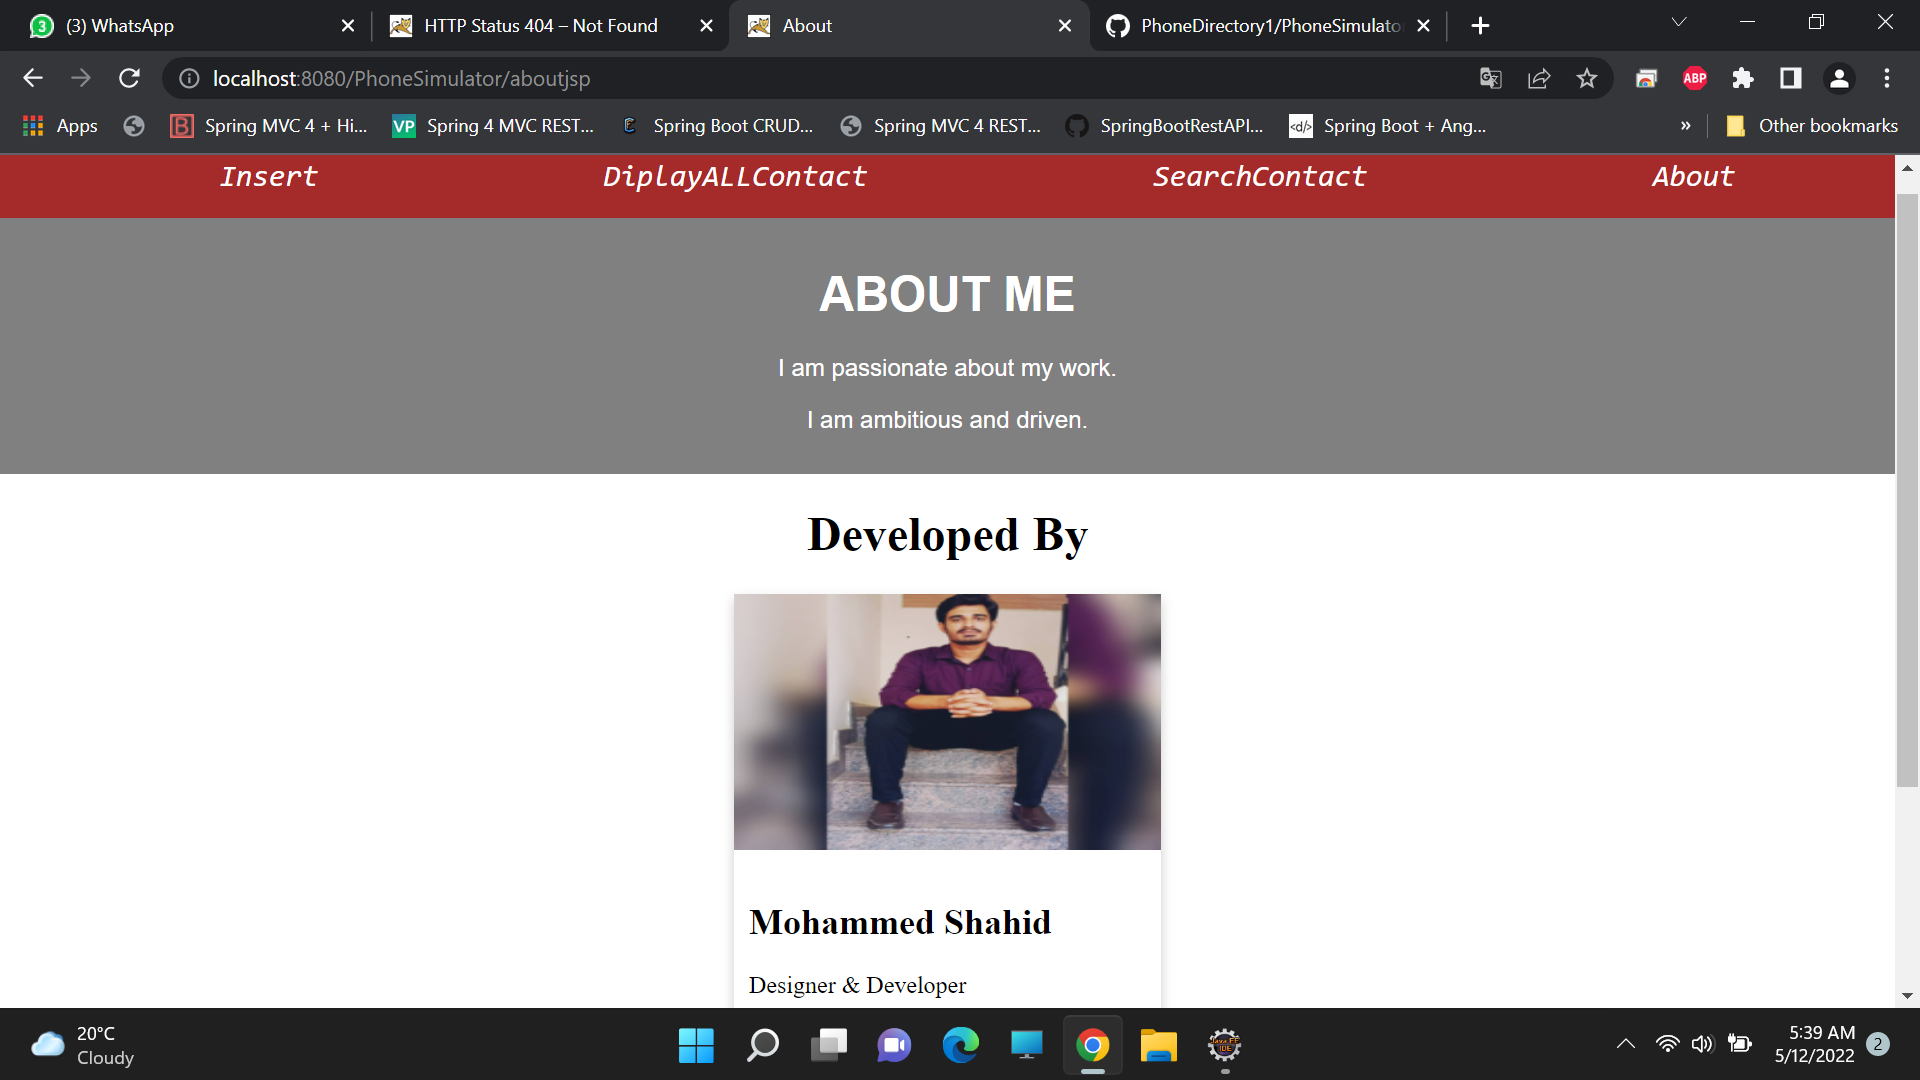 (3) WhatsApp
HTTP Status 404 – Not Found
About
PhoneDirectory1/PhoneSimulato
localhost:8080/PhoneSimulator/aboutjsp
ABP
Apps
Spring MVC 4 + Hi...
VP Spring 4 MVC REST...
Spring Boot CRUD...
Spring MVC 4 REST...
SpringBootRestAPI...
<d/> Spring Boot + Ang...
»
Other bookmarks
Insert DiplayALLContact SearchContact About
ABOUT ME
I am passionate about my work.
I am ambitious and driven.
Developed By
Mohammed Shahid
Designer & Developer
20°C
Cloudy
5:39 AM
5/12/2022
2